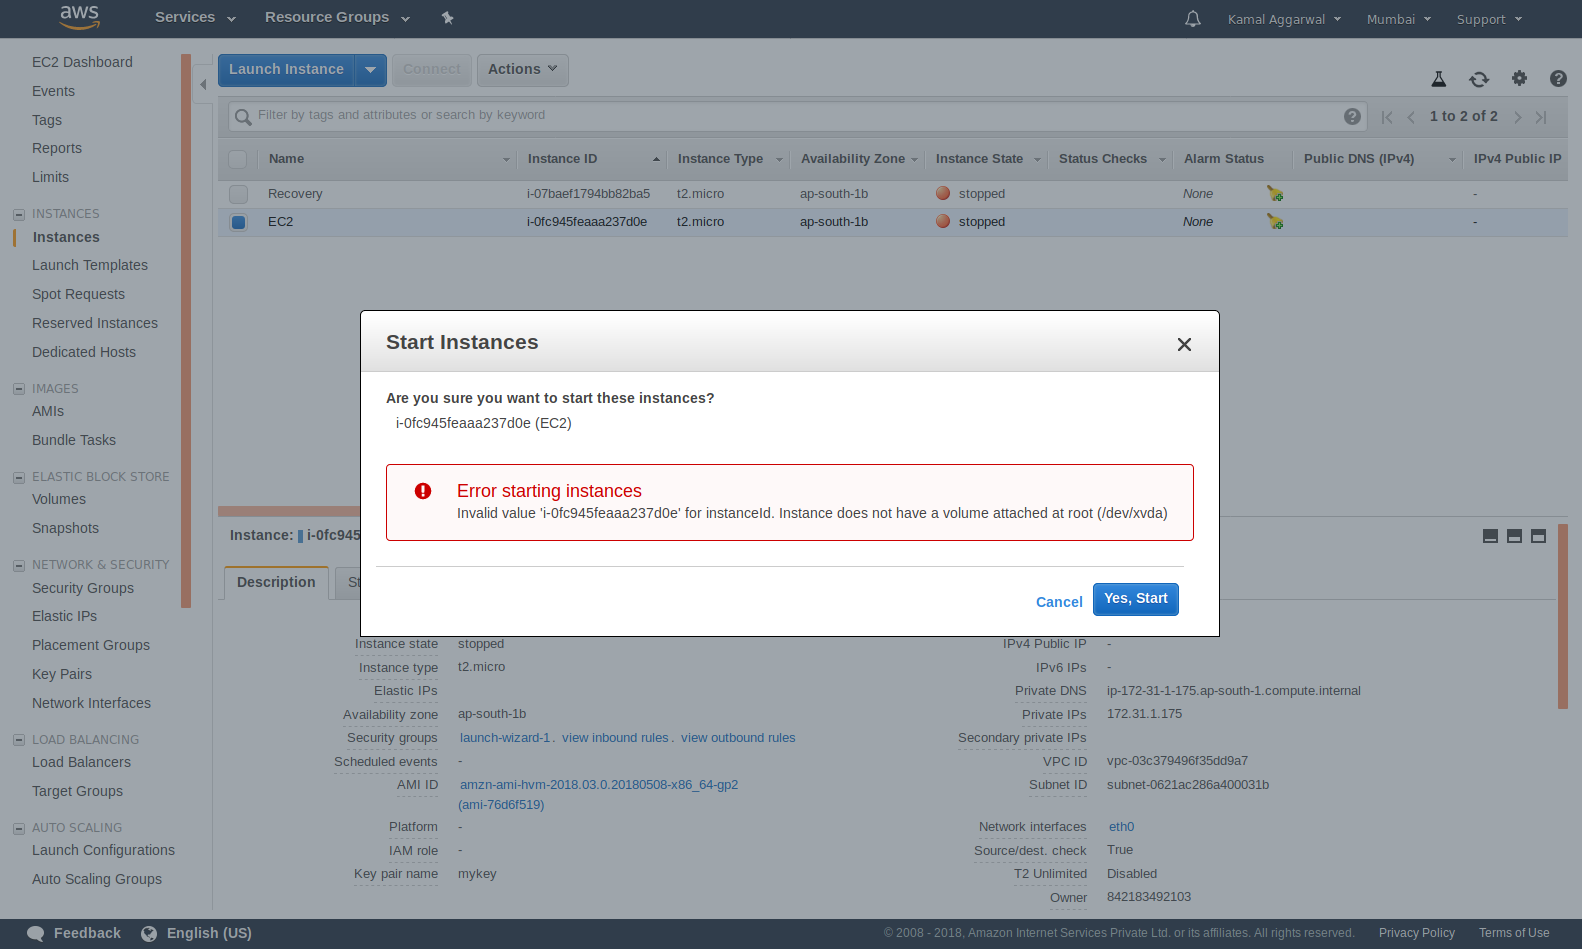 aws Services Resource Groups Kamal Aggarwal Mumbai Support
EC2 Dashboard
Events
Tags
Reports
Limits
INSTANCES
Instances
Launch Templates
Spot Requests
Reserved Instances
Dedicated Hosts
IMAGES
AMIs
Bundle Tasks
ELASTIC BLOCK STORE
Volumes
Snapshots
NETWORK & SECURITY
Security Groups
Elastic IPs
Placement Groups
Key Pairs
Network Interfaces
LOAD BALANCING
Load Balancers
Target Groups
AUTO SCALING
Launch Configurations
Auto Scaling Groups
Launch Instance Connect Actions
Filter by tags and attributes or search by keyword 1 to 2 of 2
Name Instance ID Instance Type Availability Zone Instance State Status Checks Alarm Status Public DNS (IPv4) IPv4 Public IP
Recovery i-07baef1794bb82ba5 t2.micro ap-south-1b stopped None -
EC2 i-0fc945feaaa237d0e t2.micro ap-south-1b stopped None -
Start Instances
Are you sure you want to start these instances?
i-0fc945feaaa237d0e (EC2)
Error starting instances
Invalid value 'i-0fc945feaaa237d0e' for instanceId. Instance does not have a volume attached at root (/dev/xvda)
Cancel Yes, Start
Instance: i-0fc945
Description St
Instance state stopped IPv4 Public IP -
Instance type t2.micro IPv6 IPs -
Elastic IPs Private DNS ip-172-31-1-175.ap-south-1.compute.internal
Availability zone ap-south-1b Private IPs 172.31.1.175
Security groups launch-wizard-1. view inbound rules. view outbound rules Secondary private IPs
Scheduled events - VPC ID vpc-03c379496f35dd9a7
AMI ID amzn-ami-hvm-2018.03.0.20180508-x86_64-gp2 Subnet ID subnet-0621ac286a400031b
(ami-76d6f519)
Platform - Network interfaces eth0
IAM role - Source/dest. check True
Key pair name mykey T2 Unlimited Disabled
Owner 842183492103
Feedback English (US) © 2008 - 2018, Amazon Internet Services Private Ltd. or its affiliates. All rights reserved. Privacy Policy Terms of Use